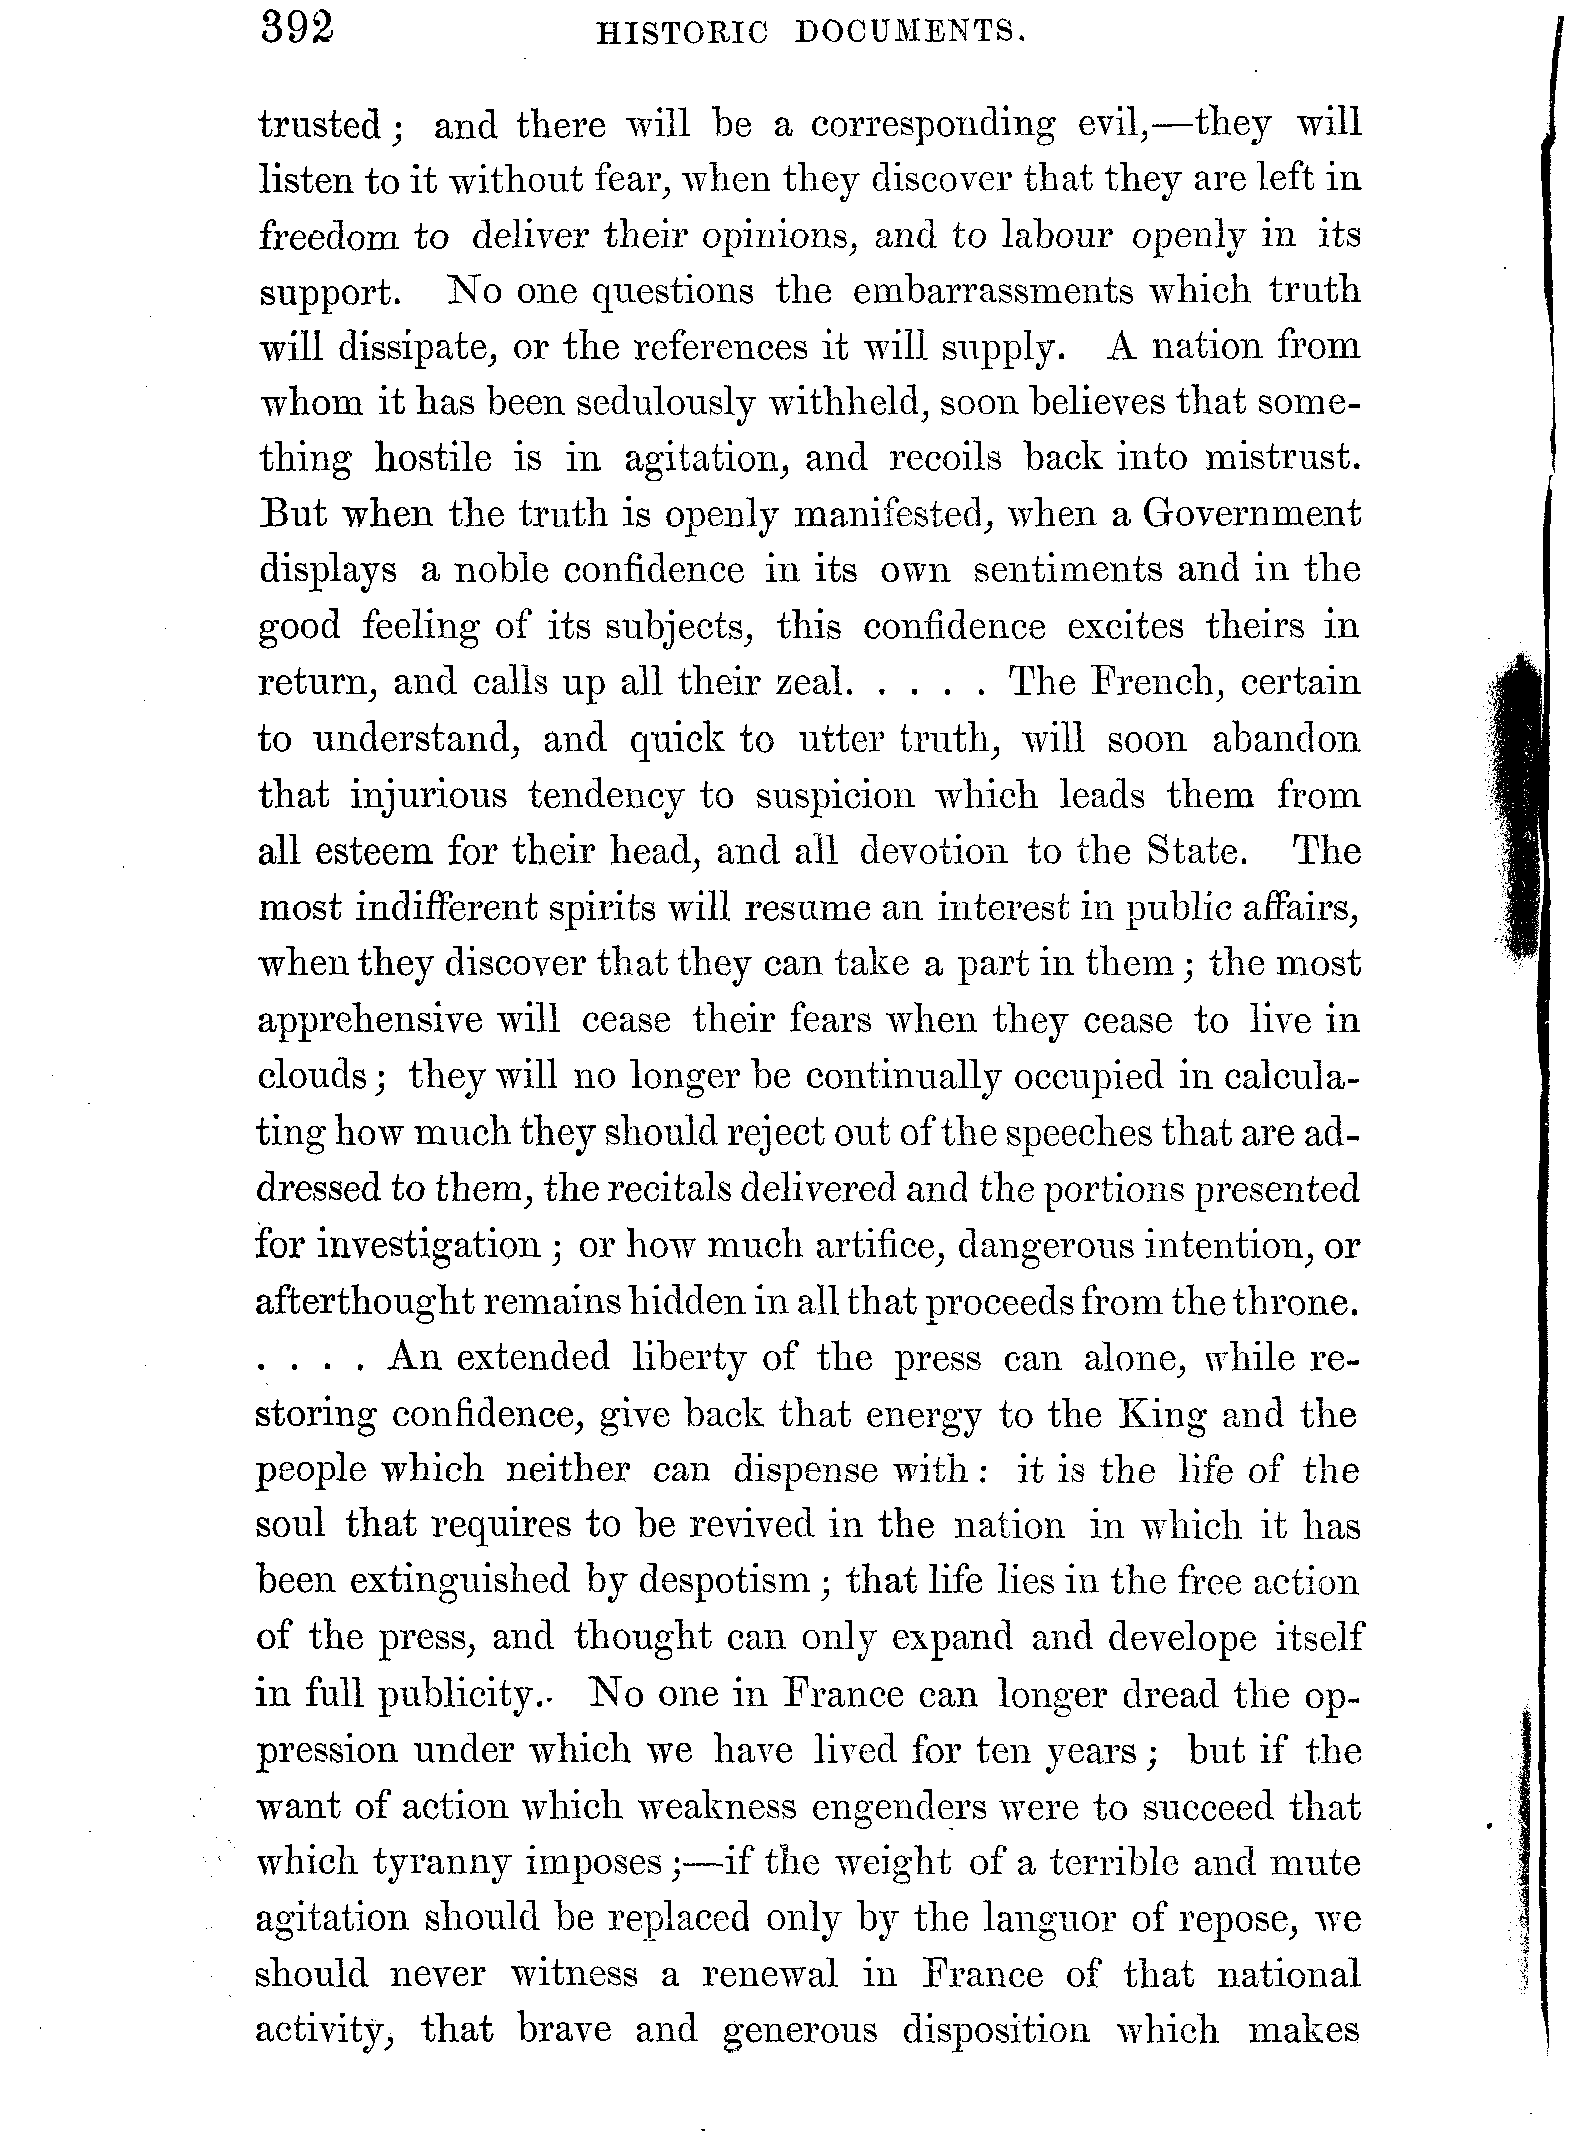 392 HISTORIC DOCUMENTS.
trusted ; and there will be a corresponding evil,—they will
listen to it without fear, when they discover that they are left in
freedom to deliver their opinions, and to labour openly in its
support. No one questions the embarrassments which truth
will dissipate, or the references it will supply. A nation from
whom it has been sedulously withheld, soon believes that some-
thing hostile is in agitation, and recoils back into mistrust.
But when the truth is openly manifested, when a Government
displays a noble confidence in its own sentiments and in the
good feeling of its subjects, this confidence excites theirs in
return, and calls up all their zeal. . . . . The French, certain
to understand, and quick to utter truth, will soon abandon
that injurious tendency to suspicion which leads them from
all esteem for their head, and all devotion to the State. The
most indifferent spirits will resume an interest in public affairs,
when they discover that they can take a part in them ; the most
apprehensive will cease their fears when they cease to live in
clouds ; they will no longer be continually occupied in calcula-
ting how much they should reject out of the speeches that are ad-
dressed to them, the recitals delivered and the portions presented
for investigation ; or how much artifice, dangerous intention, or
afterthought remains hidden in all that proceeds from the throne.
. . . . An extended liberty of the press can alone, while re-
storing confidence, give back that energy to the King and the
people which neither can dispense with : it is the life of the
soul that requires to be revived in the nation in which it has
been extinguished by despotism ; that life lies in the free action
of the press, and thought can only expand and develope itself
in full publicity.. No one in France can longer dread the op-
pression under which we have lived for ten years ; but if the
want of action which weakness engenders were to succeed that
which tyranny imposes ;—if the weight of a terrible and mute
agitation should be replaced only by the languor of repose, we
should never witness a renewal in France of that national
activity, that brave and generous disposition which makes